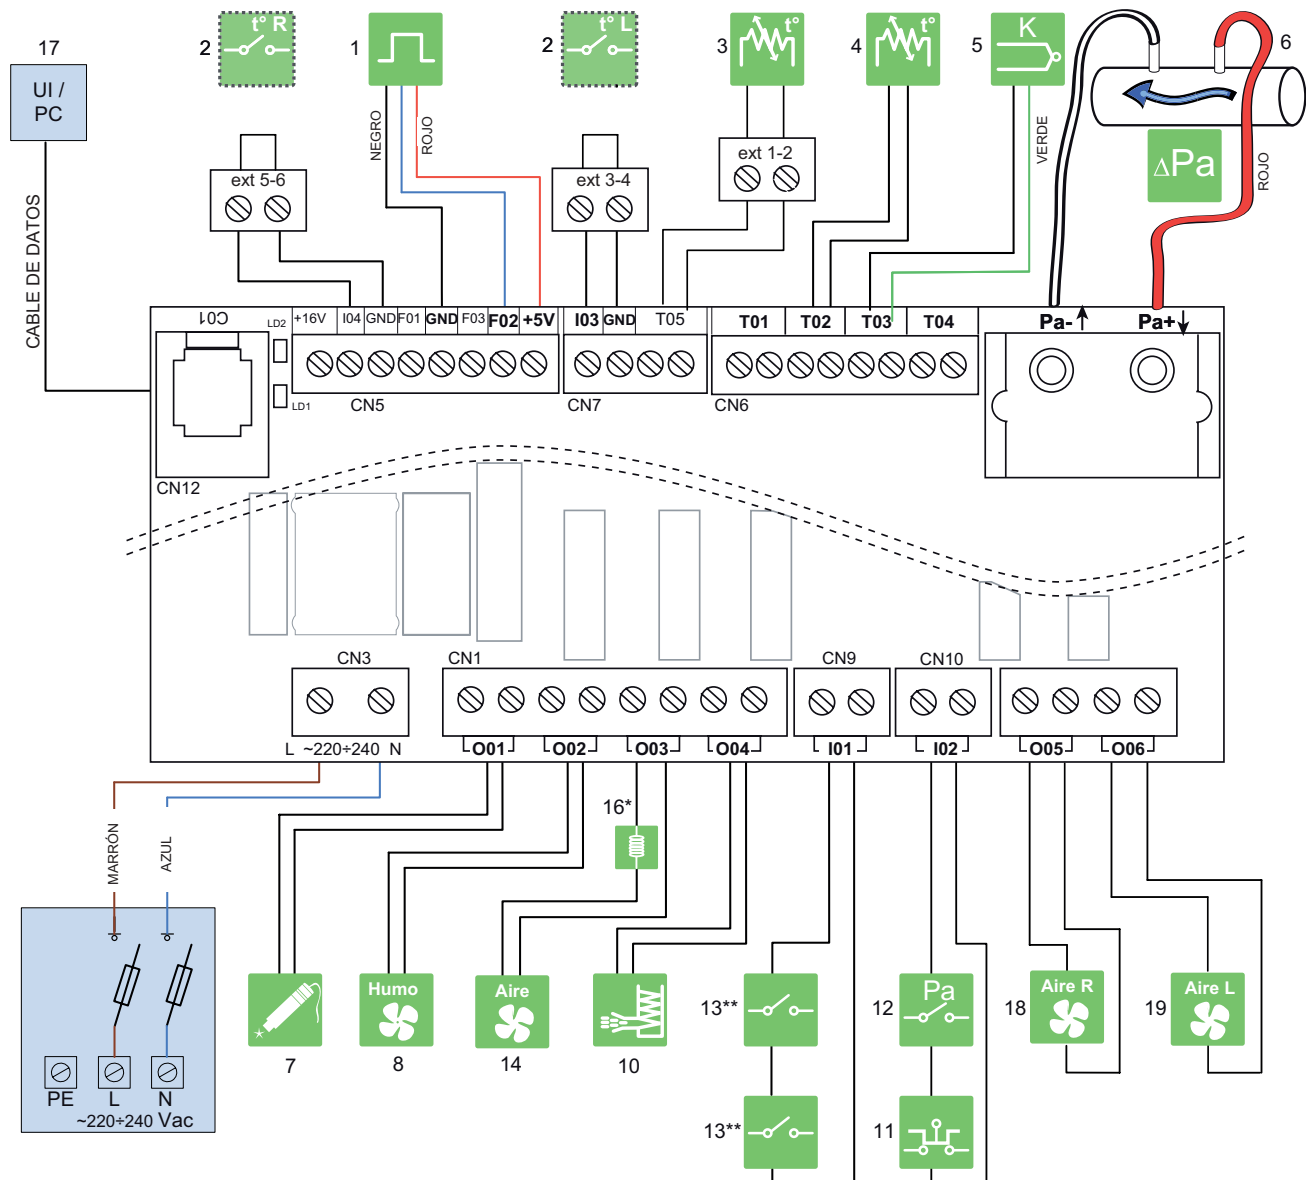 17
UI /
PC
CABLE DE DATOS
2
t° R
1
NEGRO
ROJO
2
t° L
3
t°
4
t°
5
K
VERDE
6
ΔPa
ROJO
ext 5-6
ext 3-4
ext 1-2
C01
LD2
LD1
+16V
I04
GND
F01
GND
F03
F02
+5V
I03
GND
T05
T01
T02
T03
T04
Pa-
Pa+
CN5
CN7
CN6
CN12
CN3
CN1
CN9
CN10
L ~220÷240 N
O01
O02
O03
O04
I01
I02
O05
O06
MARRÓN
AZUL
16*
PE
L
N
~220÷240 Vac
7
Humo
8
Aire
14
10
13**
13**
Pa
12
11
Aire R
18
Aire L
19